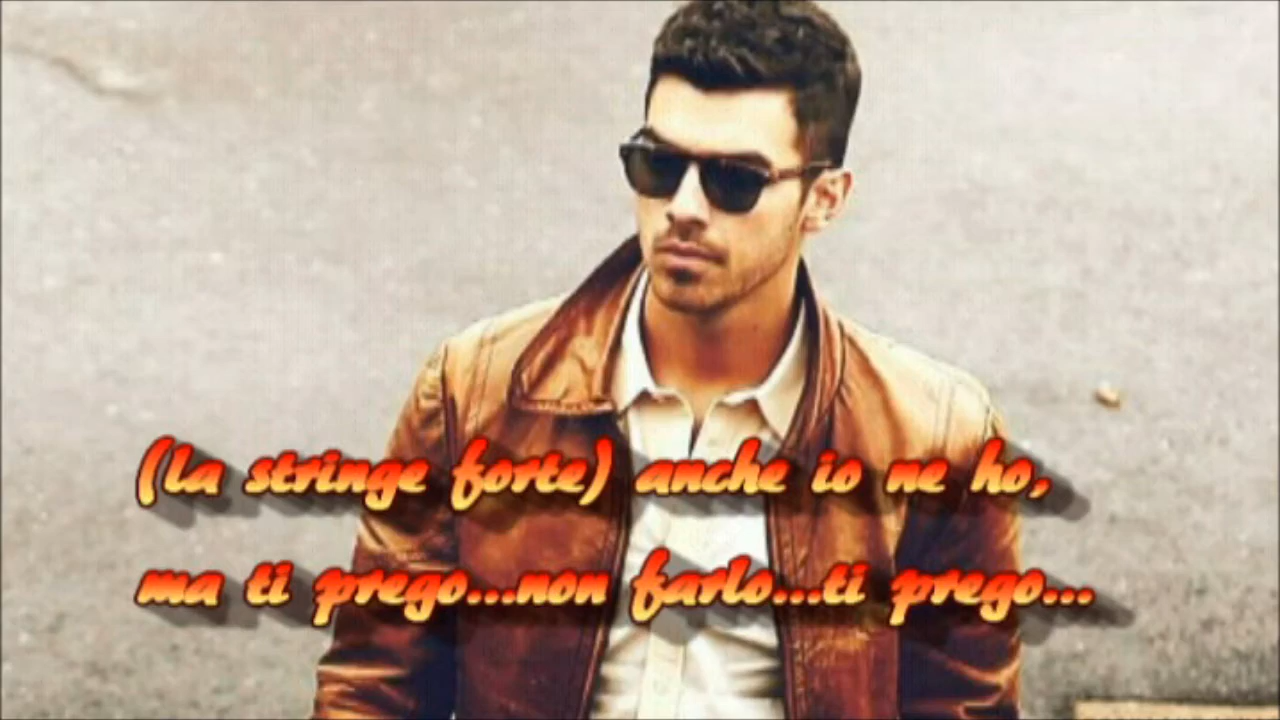 (la stringe forte) anche io ne ho,
ma ti prego...non farlo...ti prego...